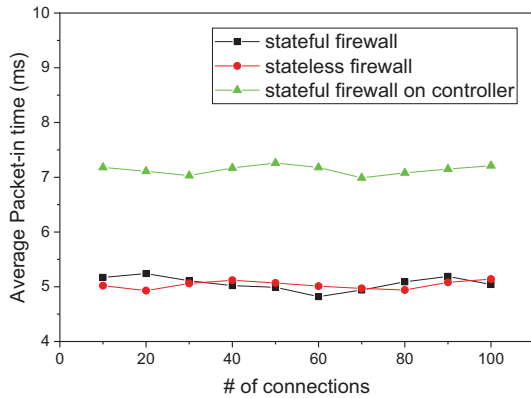 10
9
8
7
6
5
4
Average Packet-in time (ms)
stateful firewall
stateless firewall
stateful firewall on controller
0
20
40
60
80
100
# of connections